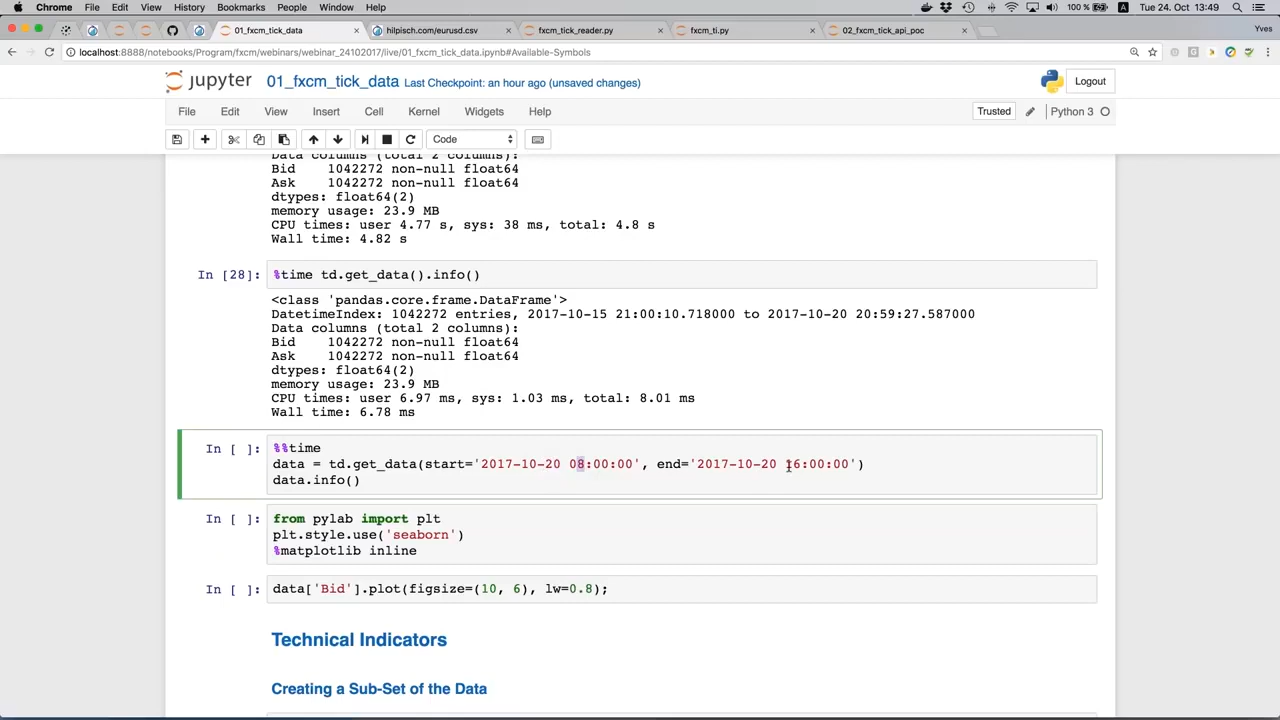 Chrome File Edit View History Bookmarks People Window Help 100 % A Tue 24. Oct 13:49
01_fxcm_tick_data hilpisch.com/eurusd.csv fxcm_tick_reader.py fxcm_ti.py 02_fxcm_tick_api_poc Yves
localhost:8888/notebooks/Program/fxcm/webinars/webinar_24102017/live/01_fxcm_tick_data.ipynb#Available-Symbols
jupyter 01_fxcm_tick_data Last Checkpoint: an hour ago (unsaved changes) Logout
File Edit View Insert Cell Kernel Widgets Help Trusted Python 3
Code
Data columns (total 2 columns):
Bid 1042272 non-null float64
Ask 1042272 non-null float64
dtypes: float64(2)
memory usage: 23.9 MB
CPU times: user 4.77 s, sys: 38 ms, total: 4.8 s
Wall time: 4.82 s
In [28]: %time td.get_data().info()
<class 'pandas.core.frame.DataFrame'>
DatetimeIndex: 1042272 entries, 2017-10-15 21:00:10.718000 to 2017-10-20 20:59:27.587000
Data columns (total 2 columns):
Bid 1042272 non-null float64
Ask 1042272 non-null float64
dtypes: float64(2)
memory usage: 23.9 MB
CPU times: user 6.97 ms, sys: 1.03 ms, total: 8.01 ms
Wall time: 6.78 ms
In [ ]: %%time
data = td.get_data(start='2017-10-20 08:00:00', end='2017-10-20 16:00:00')
data.info()
In [ ]: from pylab import plt
plt.style.use('seaborn')
%matplotlib inline
In [ ]: data['Bid'].plot(figsize=(10, 6), lw=0.8);
Technical Indicators
Creating a Sub-Set of the Data